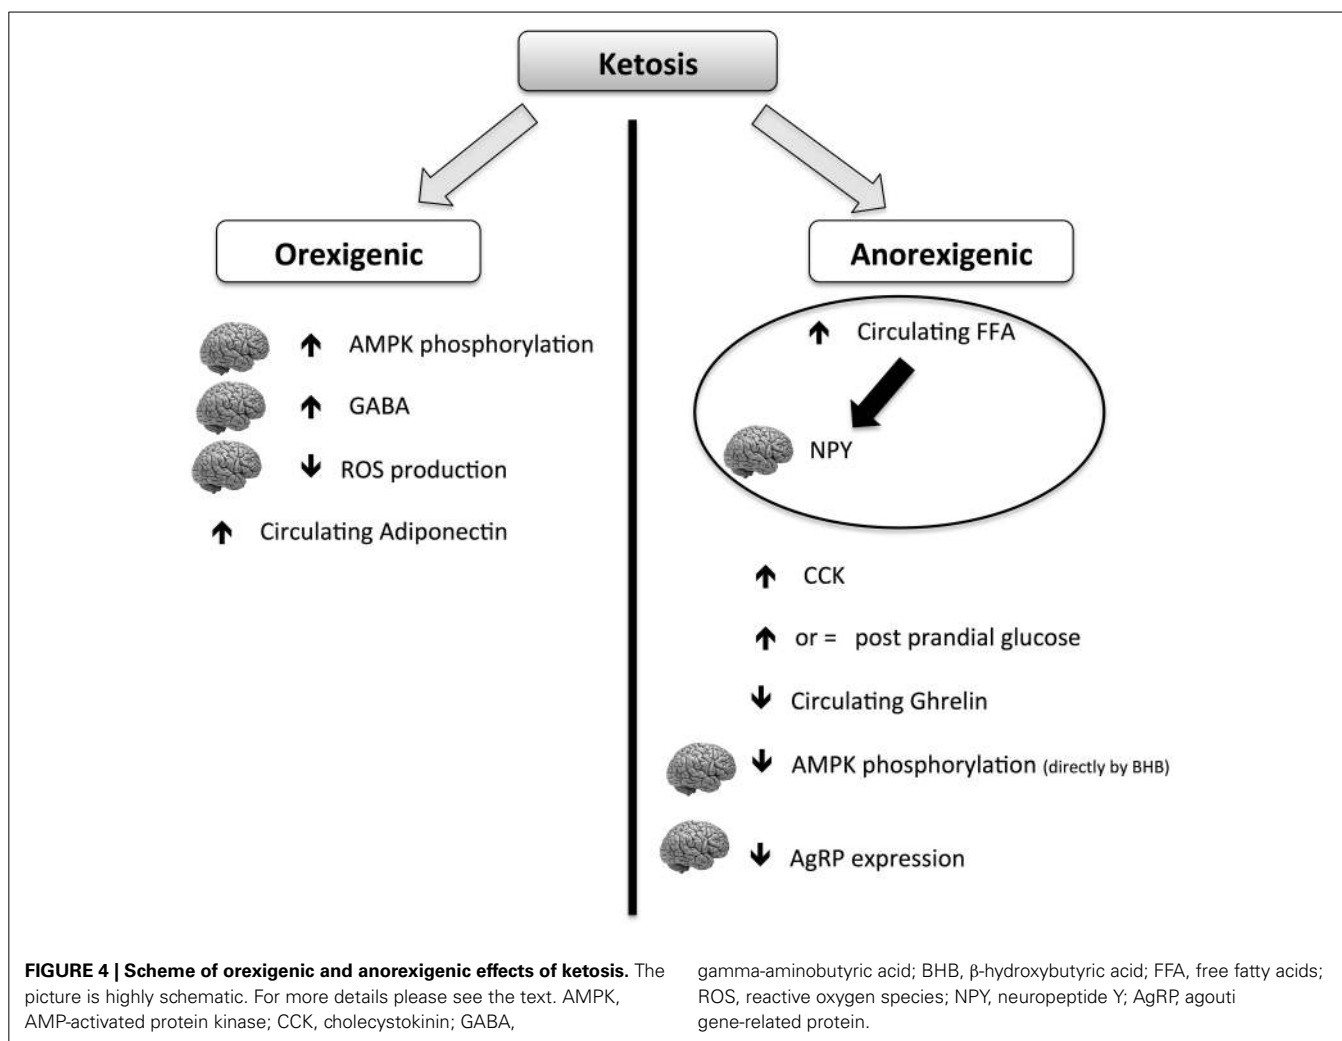 Ketosis
Orexigenic
↑ AMPK phosphorylation
↑ GABA
↓ ROS production
↑ Circulating Adiponectin
Anorexigenic
↑ Circulating FFA
NPY
↑ CCK
↑ or = post prandial glucose
↓ Circulating Ghrelin
↓ AMPK phosphorylation (directly by BHB)
↓ AgRP expression
FIGURE 4 | Scheme of orexigenic and anorexigenic effects of ketosis. The
picture is highly schematic. For more details please see the text. AMPK,
AMP-activated protein kinase; CCK, cholecystokinin; GABA,
gamma-aminobutyric acid; BHB, β-hydroxybutyric acid; FFA, free fatty acids;
ROS, reactive oxygen species; NPY, neuropeptide Y; AgRP, agouti
gene-related protein.